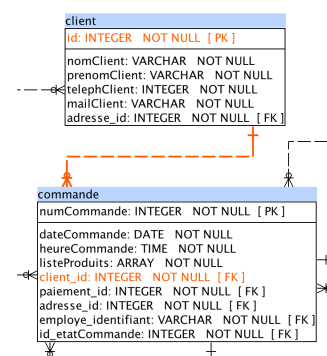 client
id: INTEGER NOT NULL [ PK ]
nomClient: VARCHAR NOT NULL
prenomClient: VARCHAR NOT NULL
telephClient: INTEGER NOT NULL
mailClient: VARCHAR NOT NULL
adresse_id: INTEGER NOT NULL [ FK ]
commande
numCommande: INTEGER NOT NULL [ PK ]
dateCommande: DATE NOT NULL
heureCommande: TIME NOT NULL
listeProduits: ARRAY NOT NULL
client_id: INTEGER NOT NULL [ FK ]
paiement_id: INTEGER NOT NULL [ FK ]
adresse_id: INTEGER NOT NULL [ FK ]
employe_identifiant: VARCHAR NOT NULL [ FK ]
id_etatCommande: INTEGER NOT NULL [ FK ]